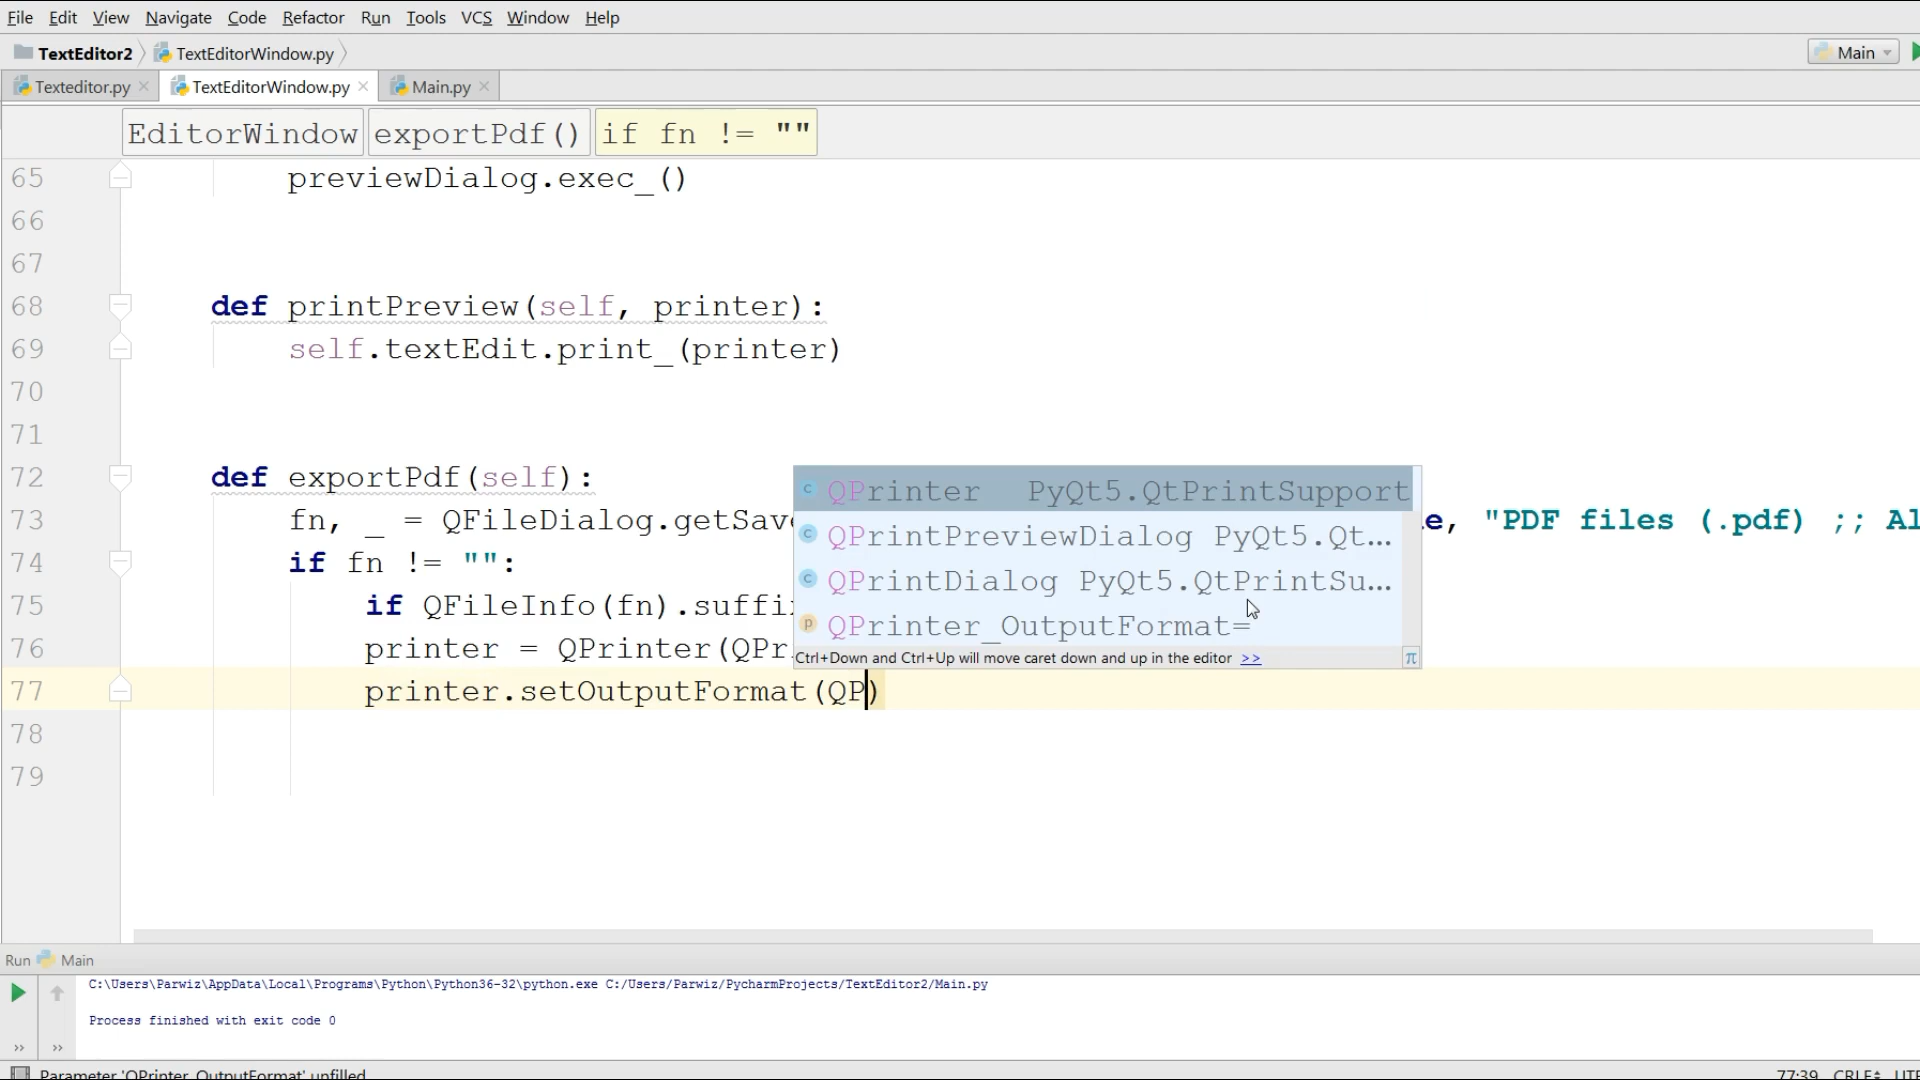 File Edit View Navigate Code Refactor Run Tools VCS Window Help
TextEditor2 TextEditorWindow.py Main
Texteditor.py TextEditorWindow.py Main.py
EditorWindow exportPdf() if fn != ""
65 previewDialog.exec_()
66
67
68 def printPreview(self, printer):
69 self.textEdit.print_(printer)
70
71
72 def exportPdf(self):
QPrinter PyQt5.QtPrintSupport
73 fn, _ = QFileDialog.getSave e, "PDF files (.pdf) ;; Al
QPrintPreviewDialog PyQt5.Qt...
74 if fn != "":
QPrintDialog PyQt5.QtPrintSu...
75 if QFileInfo(fn).suffi
QPrinter_OutputFormat=
76 printer = QPrinter(QPri
Ctrl+Down and Ctrl+Up will move caret down and up in the editor >> π
77 printer.setOutputFormat(QP)
78
79
Run Main
C:\Users\Parwiz\AppData\Local\Programs\Python\Python36-32\python.exe C:/Users/Parwiz/PycharmProjects/TextEditor2/Main.py
Process finished with exit code 0
Parameter 'QPrinter_OutputFormat' unfilled 77:39 CRLF UTF